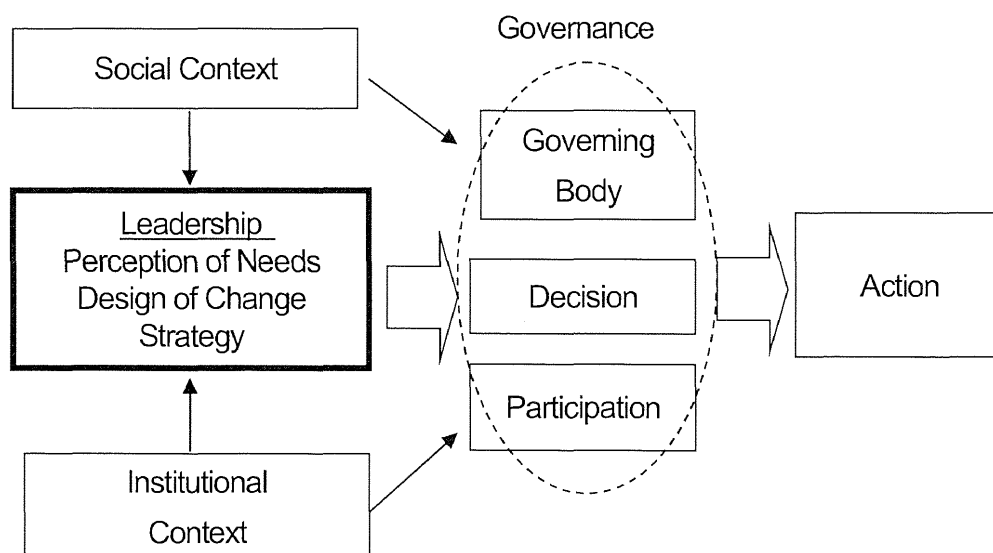 Governance
Social Context
Governing
Body
Leadership
Perception of Needs
Design of Change
Strategy
Decision
Action
Participation
Institutional
Context